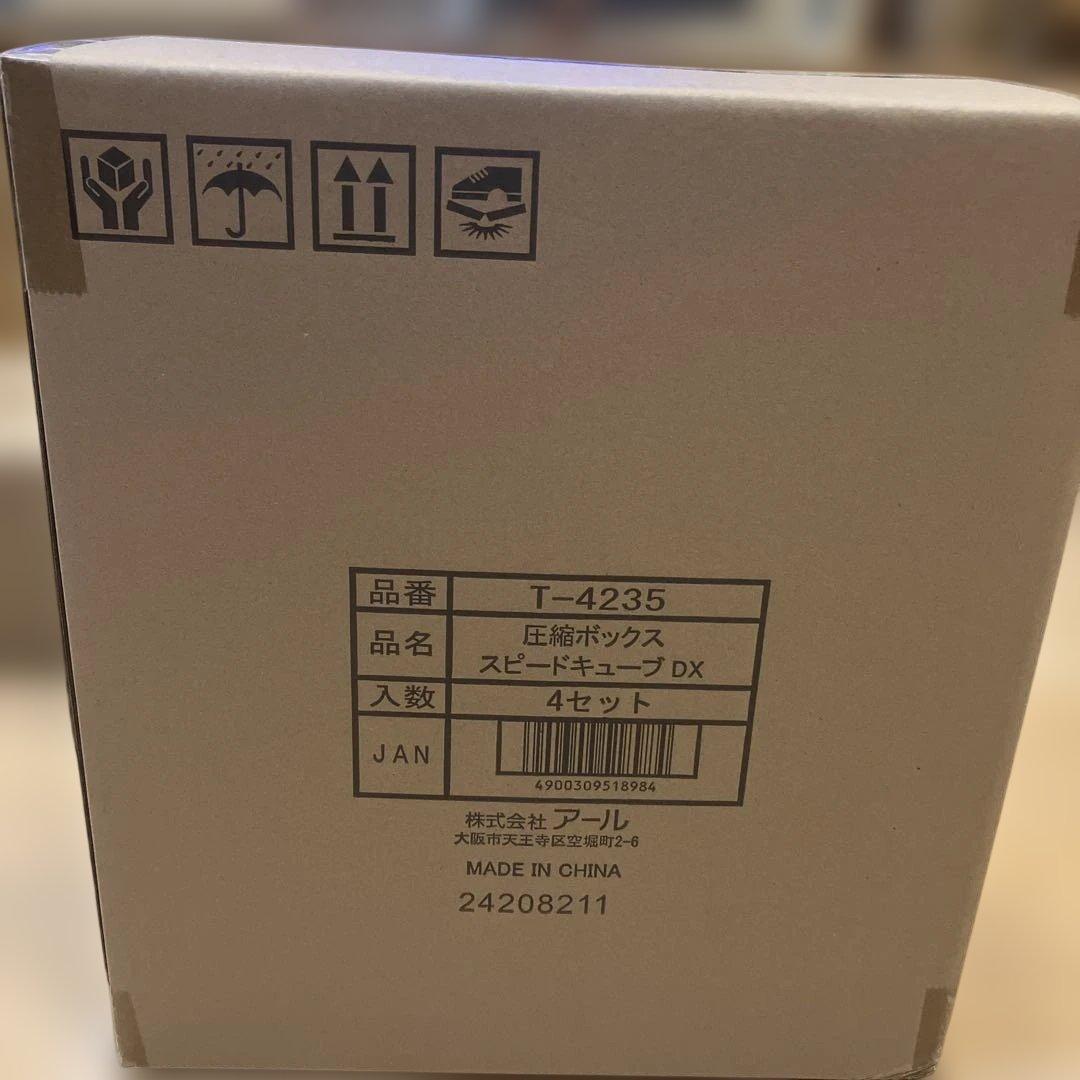 品番 T-4235
品名 圧縮ボックス
スピードキューブ DX
入数 4セット
JAN
4900309518984
株式会社 アール
大阪市天王寺区空堀町2-6
MADE IN CHINA
24208211